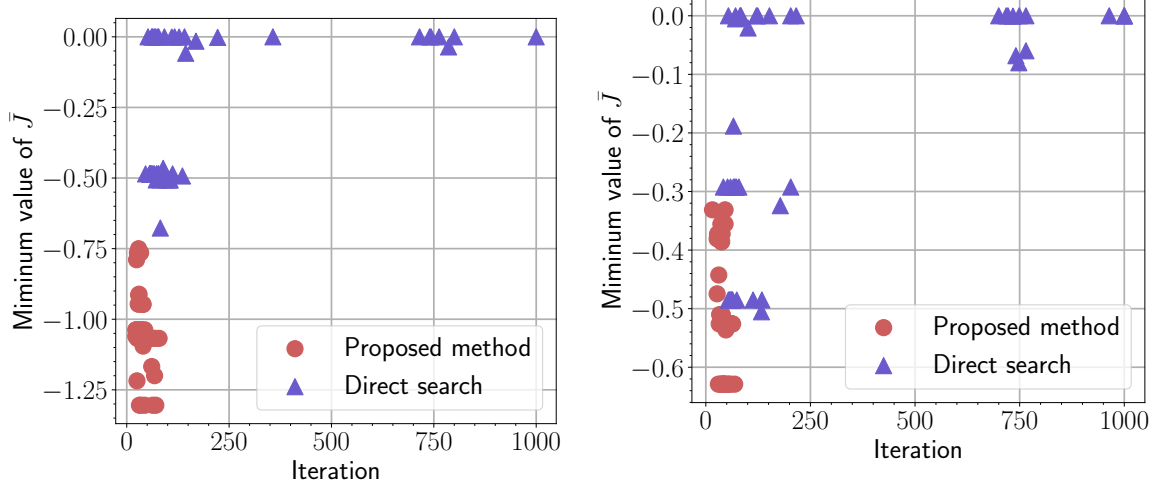 Miminum value of J̄
0.00
−0.25
−0.50
−0.75
−1.00
−1.25
0
250
500
750
1000
Iteration
Proposed method
Direct search
Miminum value of J̄
0.0
−0.1
−0.2
−0.3
−0.4
−0.5
−0.6
0
250
500
750
1000
Iteration
Proposed method
Direct search